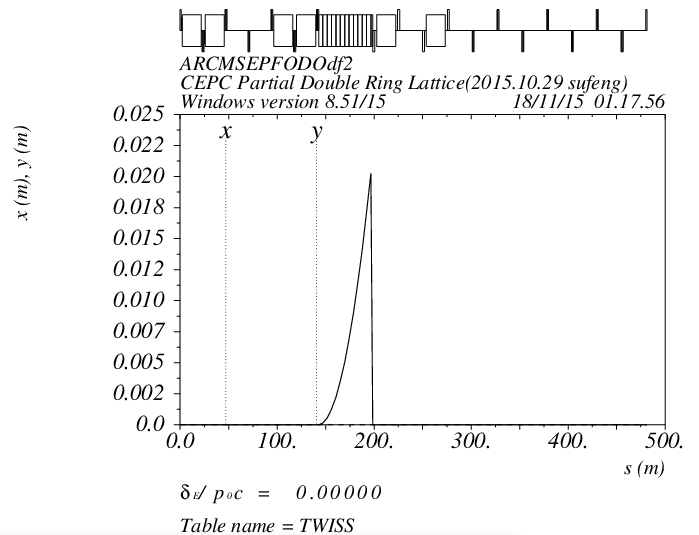 ARCMSEPFODOdf2
CEPC Partial Double Ring Lattice(2015.10.29 sufeng)
Windows version 8.51/15 18/11/15 01.17.56
x (m), y (m)
x y
0.025
0.022
0.020
0.018
0.015
0.012
0.010
0.007
0.005
0.002
0.0
0.0 100. 200. 300. 400. 500.
s (m)
δE/ p0c = 0.00000
Table name = TWISS